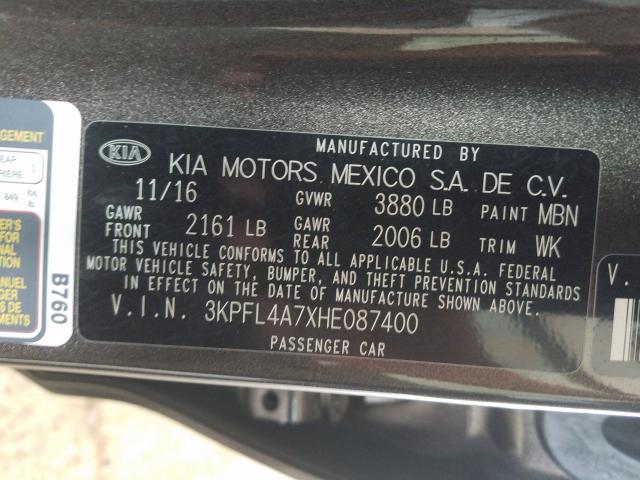 MANUFACTURED BY
KIA KIA MOTORS MEXICO S.A. DE C.V.
11/16 GVWR 3880 LB PAINT MBN
GAWR FRONT 2161 LB GAWR REAR 2006 LB TRIM WK
THIS VEHICLE CONFORMS TO ALL APPLICABLE U.S.A. FEDERAL
MOTOR VEHICLE SAFETY, BUMPER, AND THEFT PREVENTION STANDARDS
IN EFFECT ON THE DATE OF MANUFACTURE SHOWN ABOVE.
V.I.N. 3KPFL4A7XHE087400
PASSENGER CAR
B760
V.